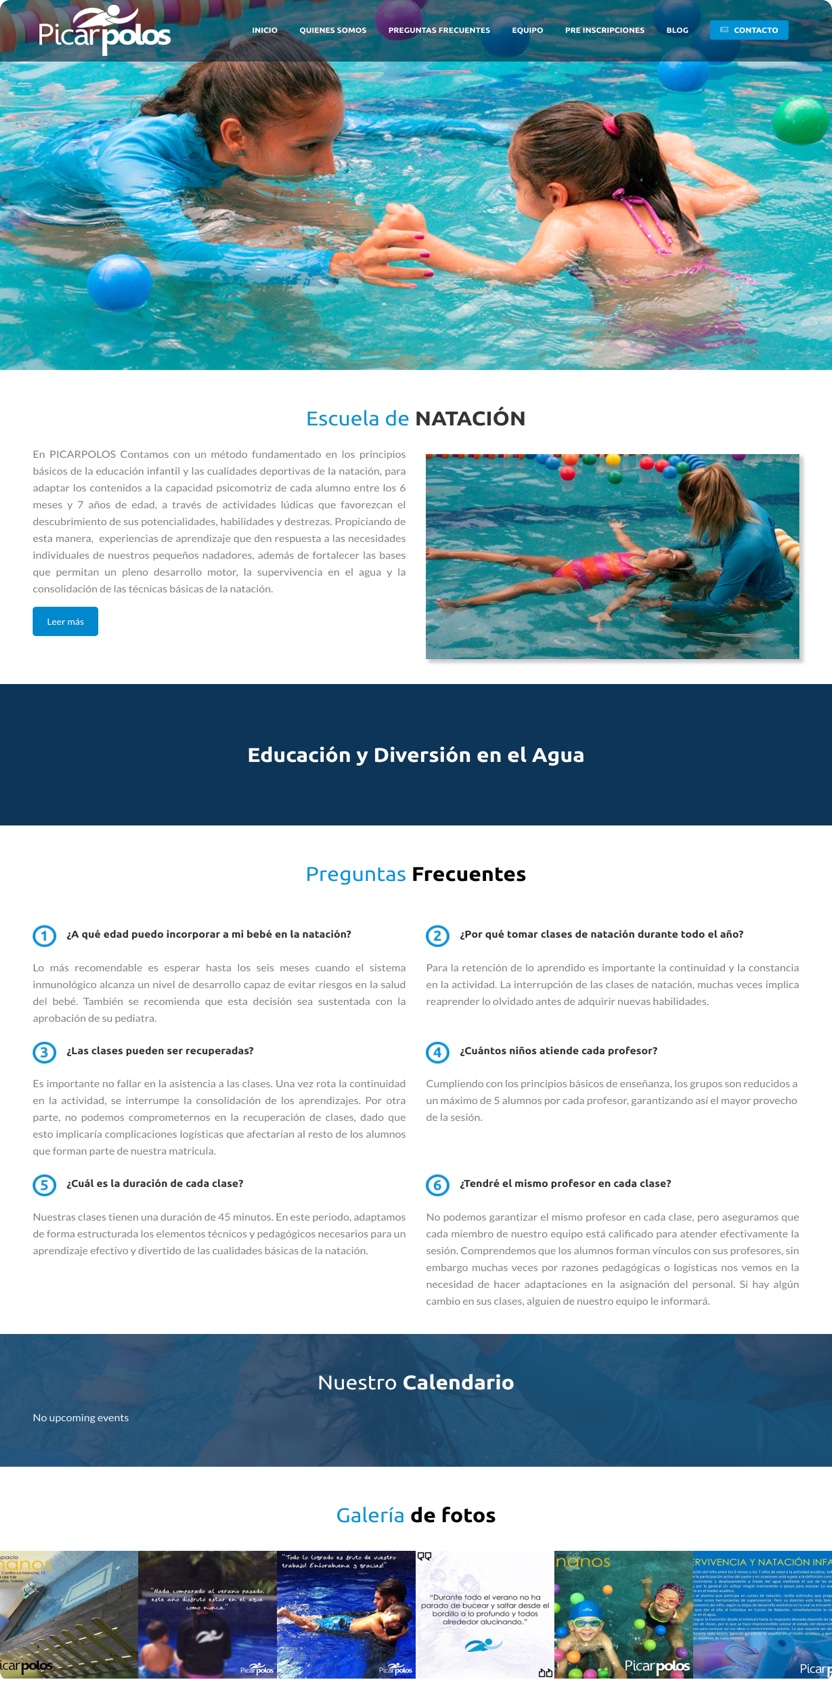 Picarpolos
INICIO
QUIENES SOMOS
PREGUNTAS FRECUENTES
EQUIPO
PRE INSCRIPCIONES
BLOG
CONTACTO
Escuela de NATACIÓN
En PICARPOLOS Contamos con un método fundamentado en los principios
básicos de la educación infantil y las cualidades deportivas de la natación, para
adaptar los contenidos a la capacidad psicomotriz de cada alumno entre los 6
meses y 7 años de edad, a través de actividades lúdicas que favorezcan el
descubrimiento de sus potencialidades, habilidades y destrezas. Propiciando de
esta manera, experiencias de aprendizaje que den respuesta a las necesidades
individuales de nuestros pequeños nadadores, además de fortalecer las bases
que permitan un pleno desarrollo motor, la supervivencia en el agua y la
consolidación de las técnicas básicas de la natación.
Leer más
Educación y Diversión en el Agua
Preguntas Frecuentes
1 ¿A qué edad puedo incorporar a mi bebé en la natación?
Lo más recomendable es esperar hasta los seis meses cuando el sistema
inmunológico alcanza un nivel de desarrollo capaz de evitar riesgos en la salud
del bebé. También se recomienda que esta decisión sea sustentada con la
aprobación de su pediatra.
2 ¿Por qué tomar clases de natación durante todo el año?
Para la retención de lo aprendido es importante la continuidad y la constancia
en la actividad. La interrupción de las clases de natación, muchas veces implica
reaprender lo olvidado antes de adquirir nuevas habilidades.
3 ¿Las clases pueden ser recuperadas?
Es importante no fallar en la asistencia a las clases. Una vez rota la continuidad
en la actividad, se interrumpe la consolidación de los aprendizajes. Por otra
parte, no podemos comprometernos en la recuperación de clases, dado que
esto implicaría complicaciones logísticas que afectarían al resto de los alumnos
que forman parte de nuestra matricula.
4 ¿Cuántos niños atiende cada profesor?
Cumpliendo con los principios básicos de enseñanza, los grupos son reducidos a
un máximo de 5 alumnos por cada profesor, garantizando así el mayor provecho
de la sesión.
5 ¿Cuál es la duración de cada clase?
Nuestras clases tienen una duración de 45 minutos. En este periodo, adaptamos
de forma estructurada los elementos técnicos y pedagógicos necesarios para un
aprendizaje efectivo y divertido de las cualidades básicas de la natación.
6 ¿Tendré el mismo profesor en cada clase?
No podemos garantizar el mismo profesor en cada clase, pero aseguramos que
cada miembro de nuestro equipo está calificado para atender efectivamente la
sesión. Comprendemos que los alumnos forman vínculos con sus profesores, sin
embargo muchas veces por razones pedagógicas o logísticas nos vemos en la
necesidad de hacer adaptaciones en la asignación del personal. Si hay algún
cambio en sus clases, alguien de nuestro equipo le informará.
Nuestro Calendario
No upcoming events
Galería de fotos
icarpolos
"Nada comparado al verano pasado,
este año disfruto estar en el agua
como nunca."
Picarpolos
"Todo lo logrado es fruto de vuestro
trabajo! Enhorabuena y gracias!"
Picarpolos
"Durante todo el verano no ha
parado de bucear y saltar desde el
bordillo a lo profundo y todos
alrededor alucinando."
nanos
Picarpolos
ERVIVENCIA Y NATACIÓN INFA
Picarpo